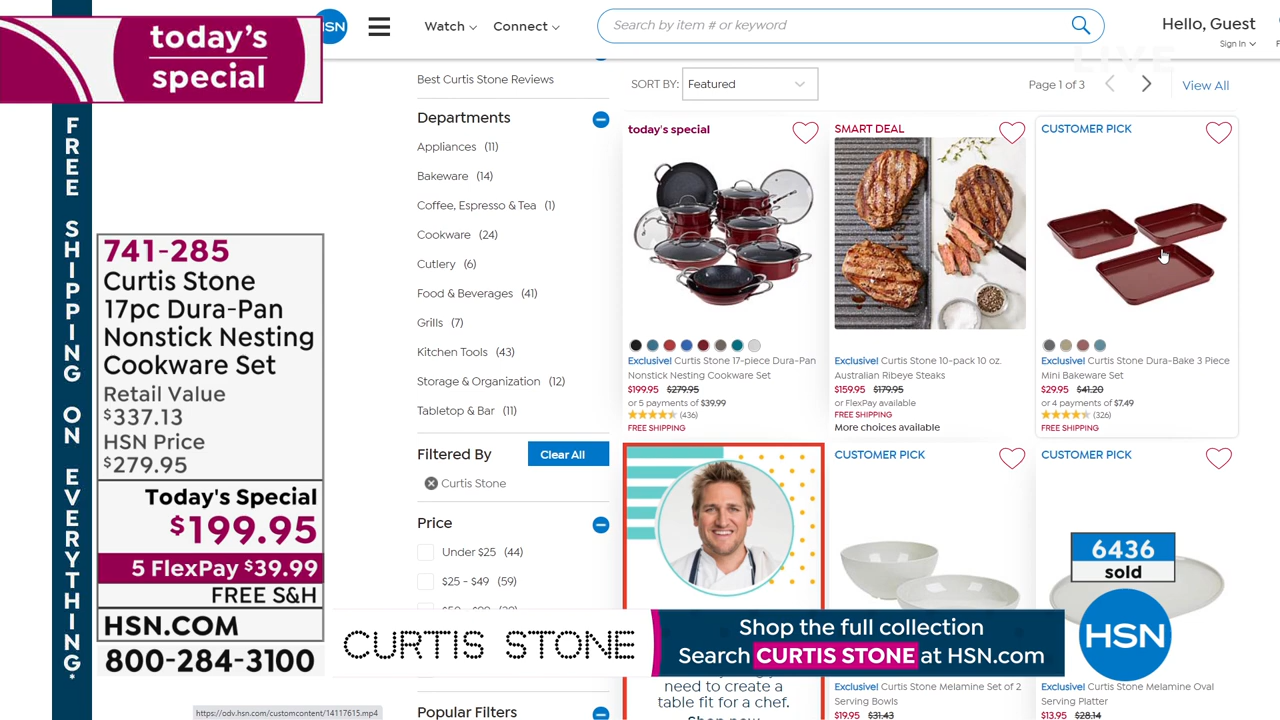 today's
special
FREE SHIPPING ON EVERYTHING*
741-285
Curtis Stone
17pc Dura-Pan
Nonstick Nesting
Cookware Set
Retail Value
$337.13
HSN Price
$279.95
Today's Special
$199.95
5 FlexPay $39.99
FREE S&H
HSN.COM
800-284-3100
HSN
Watch
Connect
Search by item # or keyword
Hello, Guest
Sign In
LIVE
Best Curtis Stone Reviews
Departments
Appliances (11)
Bakeware (14)
Coffee, Espresso & Tea (1)
Cookware (24)
Cutlery (6)
Food & Beverages (41)
Grills (7)
Kitchen Tools (43)
Storage & Organization (12)
Tabletop & Bar (11)
Filtered By
Clear All
Curtis Stone
Price
Under $25 (44)
$25 - $49 (59)
Popular Filters
SORT BY: Featured
Page 1 of 3
View All
today's special
Exclusive! Curtis Stone 17-piece Dura-Pan
Nonstick Nesting Cookware Set
$199.95 $279.95
or 5 payments of $39.99
(436)
FREE SHIPPING
SMART DEAL
Exclusive! Curtis Stone 10-pack 10 oz.
Australian Ribeye Steaks
$159.95 $179.95
or FlexPay available
FREE SHIPPING
More choices available
CUSTOMER PICK
Exclusive! Curtis Stone Dura-Bake 3 Piece
Mini Bakeware Set
$29.95 $41.20
or 4 payments of $7.49
(326)
FREE SHIPPING
need to create a
table fit for a chef.
Shop now
CUSTOMER PICK
Exclusive! Curtis Stone Melamine Set of 2
Serving Bowls
$19.95 $31.43
CUSTOMER PICK
Exclusive! Curtis Stone Melamine Oval
Serving Platter
$13.95 $28.14
6436
sold
CURTIS STONE
Shop the full collection
Search CURTIS STONE at HSN.com
HSN
https://odv.hsn.com/customcontent/14117615.mp4